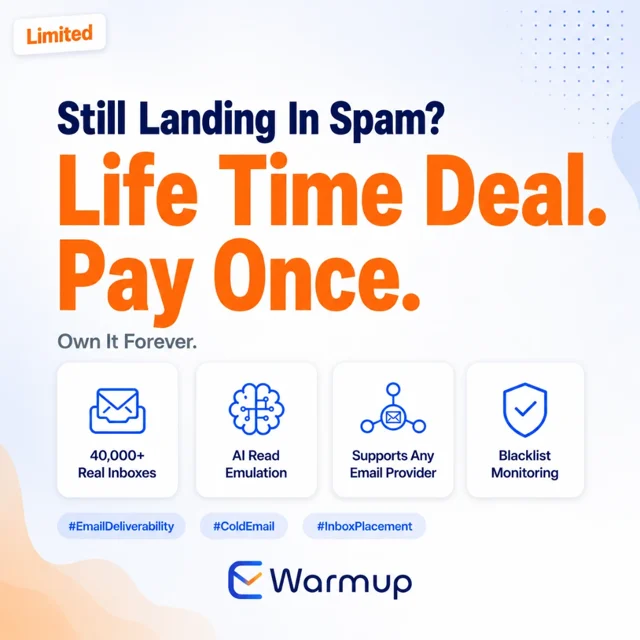 Limited
Still Landing In Spam?
Life Time Deal.
Pay Once.
Own It Forever.
40,000+
Real Inboxes
AI Read
Emulation
Supports Any
Email Provider
Blacklist
Monitoring
#EmailDeliverability
#ColdEmail
#InboxPlacement
Warmup